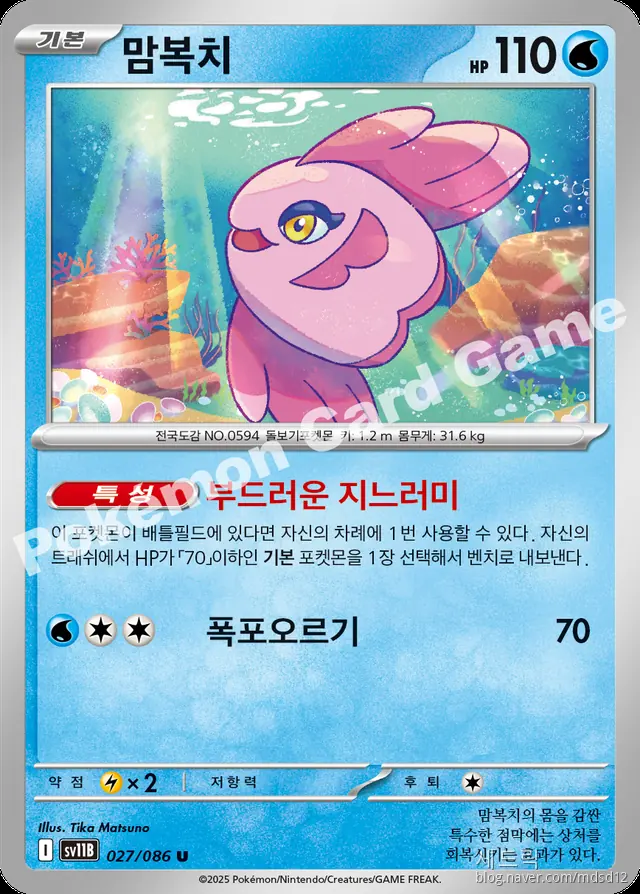 기본
맘복치
HP 110
Pokémon Card Game
전국도감 NO.0594 돌보기포켓몬 키: 1.2 m 몸무게: 31.6 kg
특성 부드러운 지느러미
이 포켓몬이 배틀필드에 있다면 자신의 차례에 1번 사용할 수 있다. 자신의
트래쉬에서 HP가 「70」이하인 기본 포켓몬을 1장 선택해서 벤치로 내보낸다.
폭포오르기 70
약점 ×2 저항력 후퇴
Illus. Tika Matsuno
I sv11B 027/086 U
맘복치의 몸을 감싼
특수한 점막에는 상처를
회복시키는 효과가 있다.
blog.naver.com/mdsd12
©2025 Pokémon/Nintendo/Creatures/GAME FREAK.